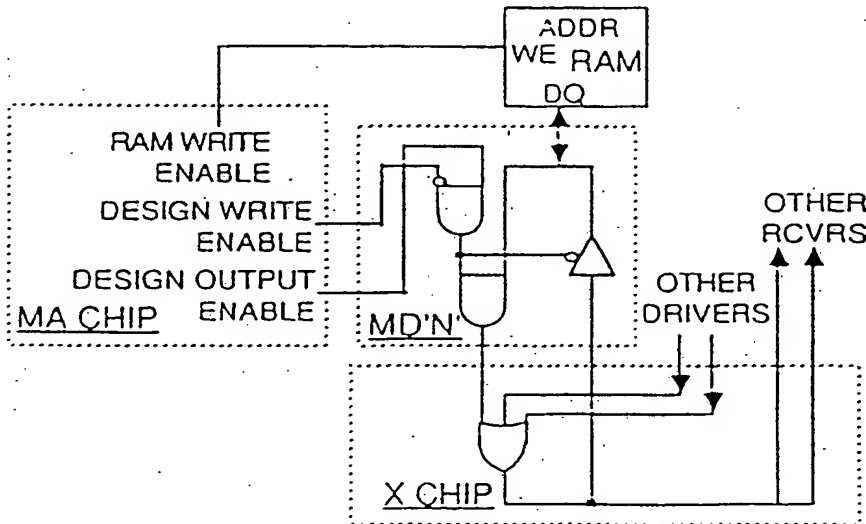 ADDR
WE RAM
DQ
RAM WRITE
ENABLE
DESIGN WRITE
ENABLE
DESIGN OUTPUT
ENABLE
MA CHIP
MD'N'
OTHER
RCVRS
OTHER
DRIVERS
X CHIP